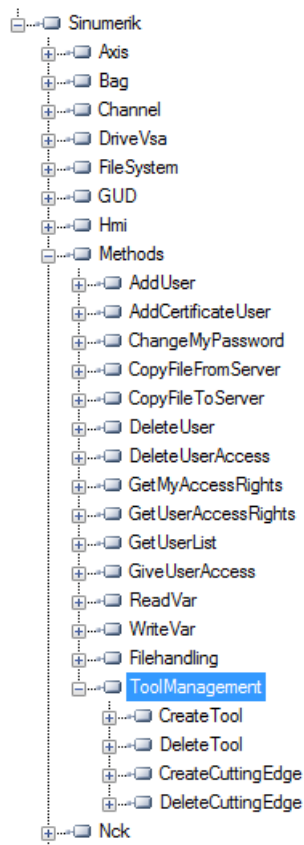 Sinumerik
Axis
Bag
Channel
DriveVsa
FileSystem
GUD
Hmi
Methods
AddUser
AddCertificateUser
ChangeMyPassword
CopyFileFromServer
CopyFileToServer
DeleteUser
DeleteUserAccess
GetMyAccessRights
GetUserAccessRights
GetUserList
GiveUserAccess
ReadVar
WriteVar
Filehandling
ToolManagement
CreateTool
DeleteTool
CreateCuttingEdge
DeleteCuttingEdge
Nck